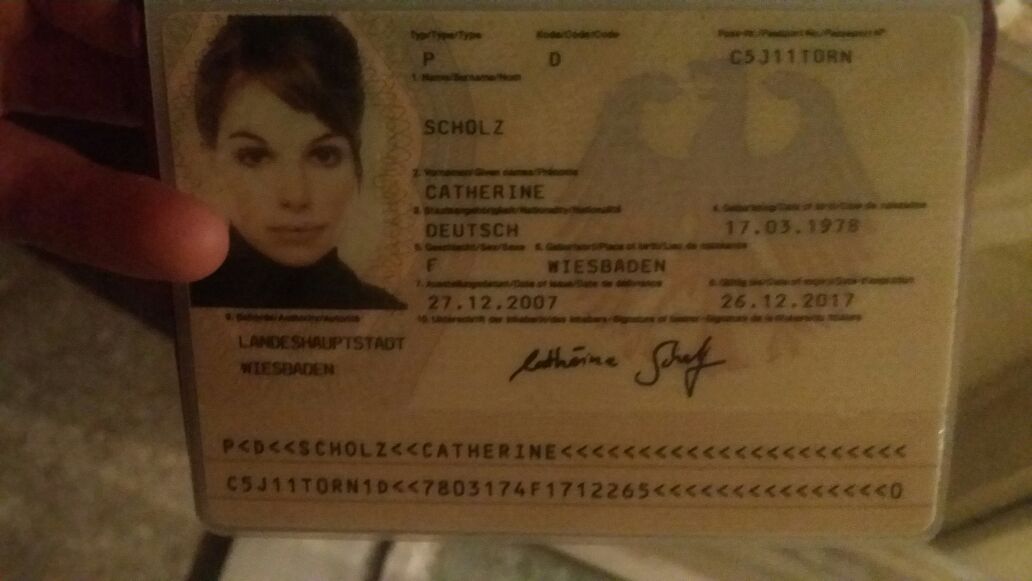 Typ/Type/Type Kode/Code/Code Pass-Nr./Passport No./Passeport N°
P D C5J11T0RN
1. Name/Surname/Nom
SCHOLZ
2. Vornamen/Given names/Prénoms
CATHERINE
3. Staatsangehörigkeit/Nationality/Nationalité 4. Geburtstag/Date of birth/Date de naissance
DEUTSCH 17.03.1978
5. Geschlecht/Sex/Sexe 6. Geburtsort/Place of birth/Lieu de naissance
F WIESBADEN
7. Ausstellungsdatum/Date of issue/Date de délivrance 8. Gültig bis/Date of expiry/Date d'expiration
27.12.2007 26.12.2017
9. Behörde/Authority/Autorité 10. Unterschrift der Inhaberin/des Inhabers-Signature of bearer-Signature de la titulaire/du titulaire
LANDESHAUPTSTADT
WIESBADEN
Catherine Scholz
P<D<<SCHOLZ<<CATHERINE<<<<<<<<<<<<<<<<<<<<<<
C5J11T0RN1D<<7803174F1712265<<<<<<<<<<<<<<<0